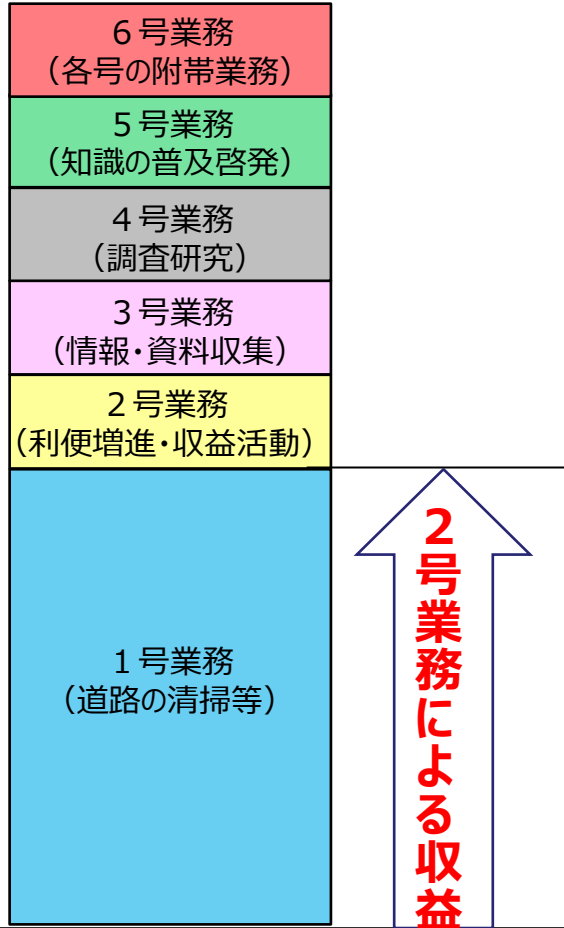 ６号業務
（各号の附帯業務）
５号業務
（知識の普及啓発）
４号業務
（調査研究）
３号業務
（情報・資料収集）
２号業務
（利便増進・収益活動）
１号業務
（道路の清掃等）
２号業務による収益